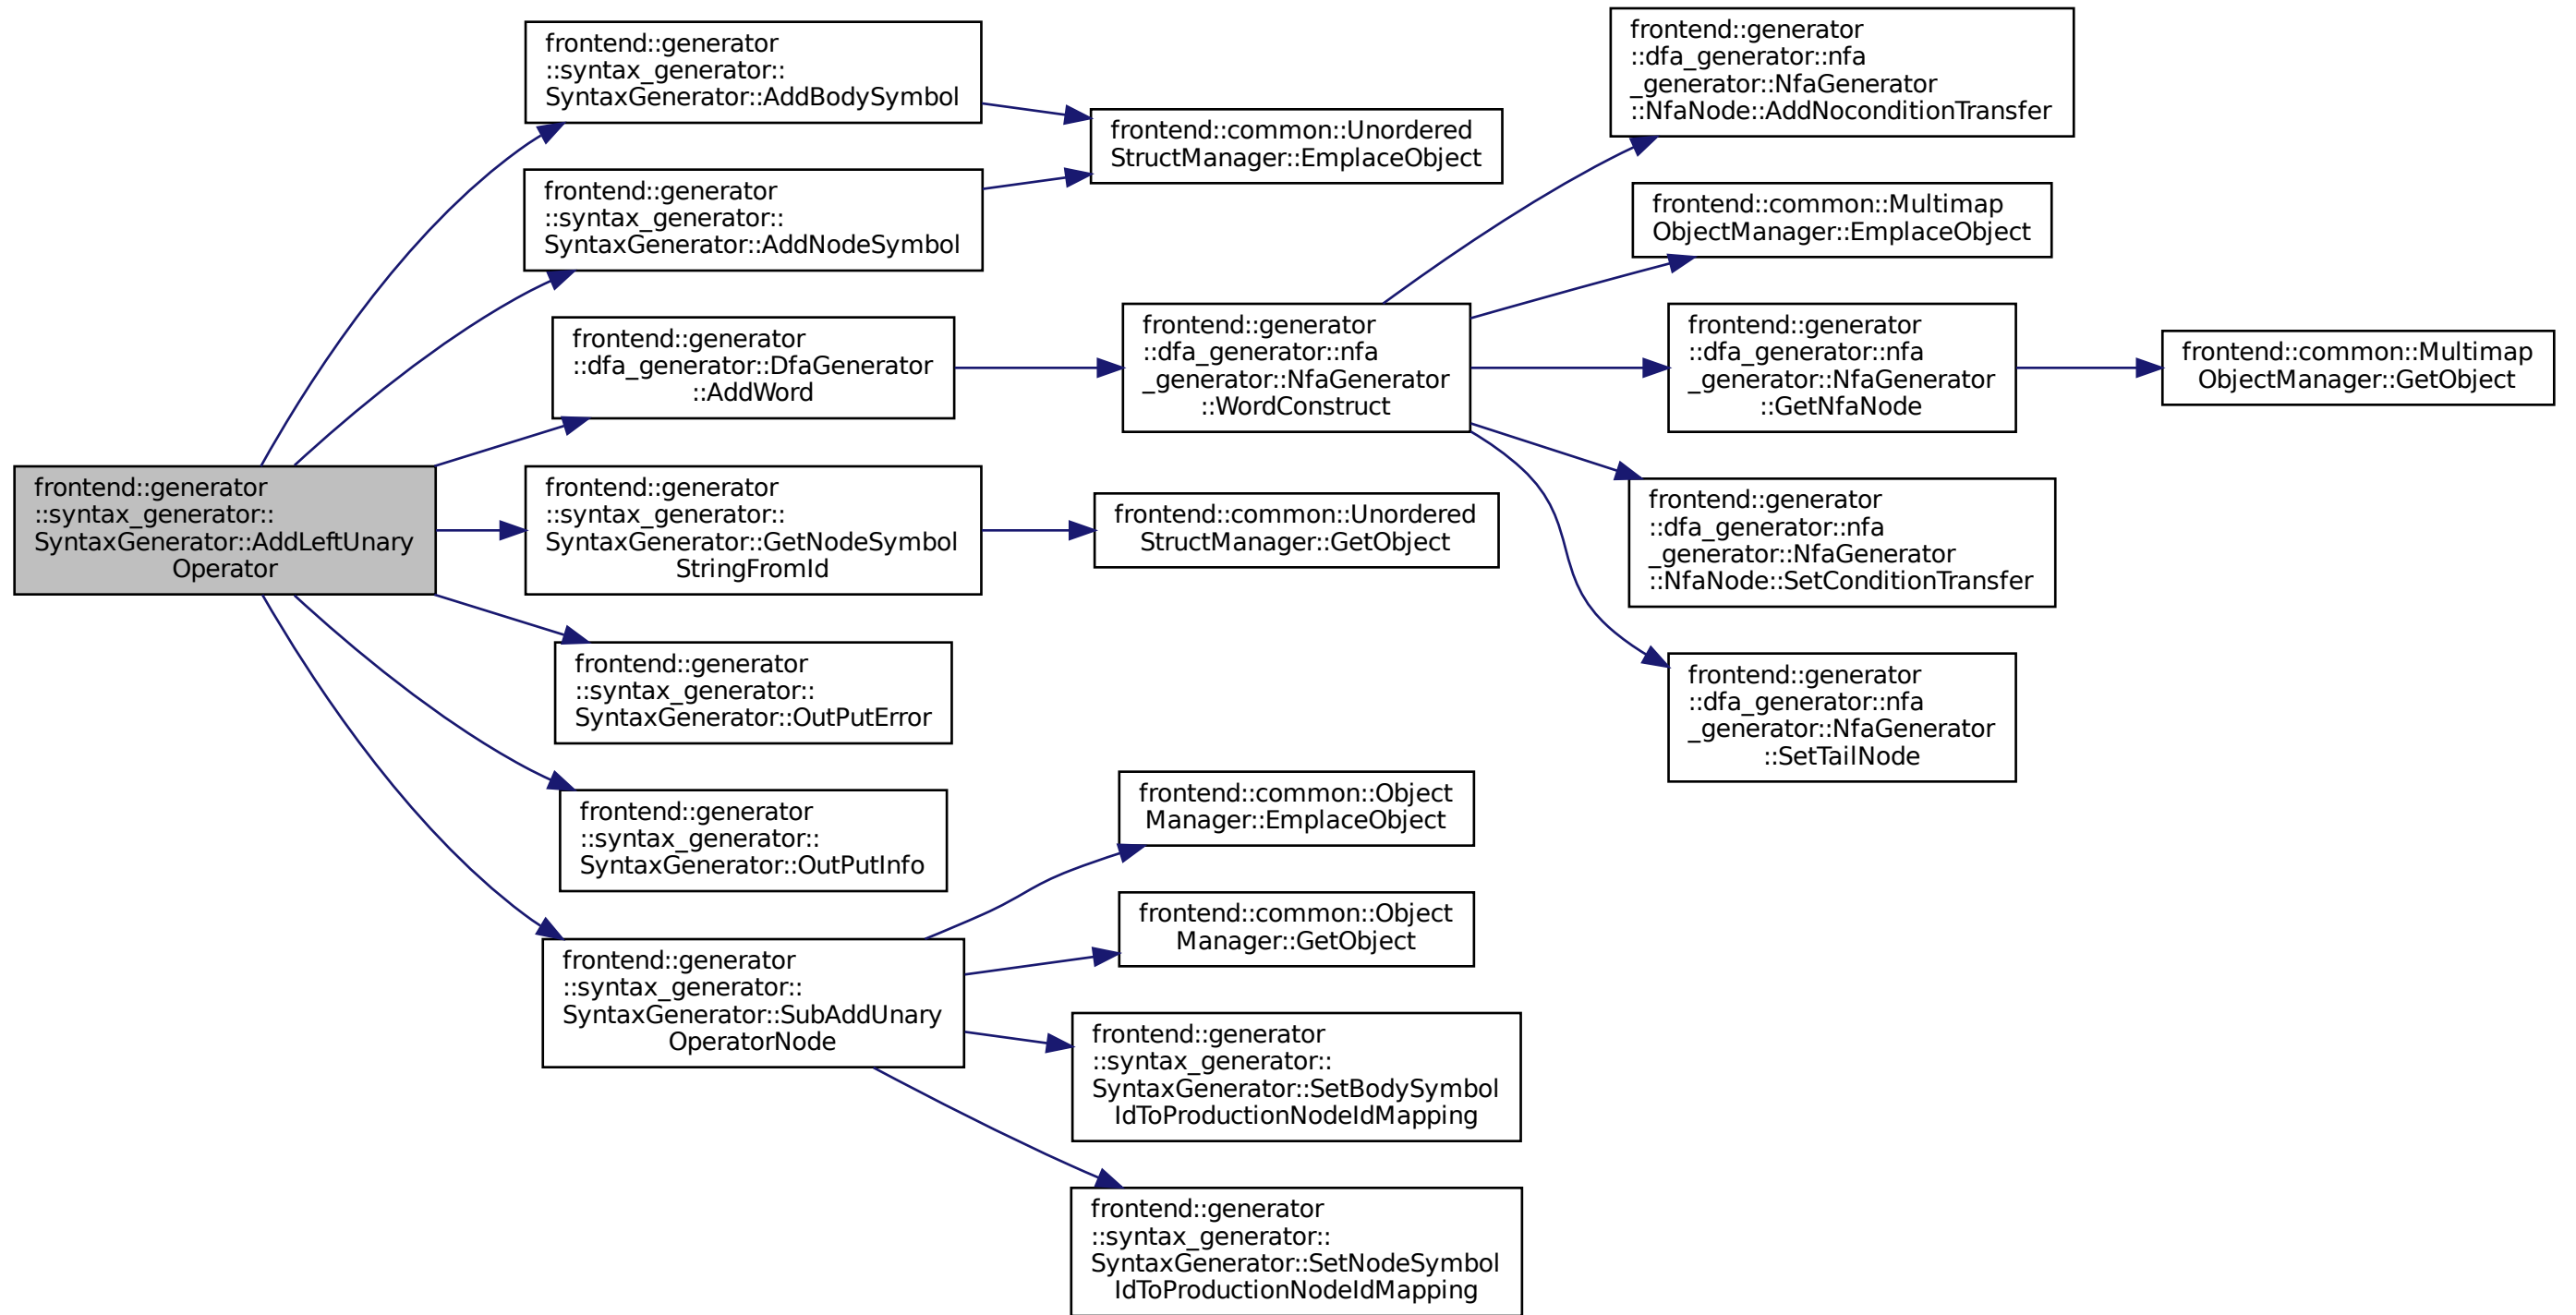 frontend::generator
::syntax_generator::
SyntaxGenerator::AddLeftUnary
Operator
frontend::generator
::syntax_generator::
SyntaxGenerator::AddBodySymbol
frontend::common::Unordered
StructManager::EmplaceObject
frontend::generator
::syntax_generator::
SyntaxGenerator::AddNodeSymbol
frontend::generator
::dfa_generator::DfaGenerator
::AddWord
frontend::generator
::dfa_generator::nfa
_generator::NfaGenerator
::WordConstruct
frontend::generator
::dfa_generator::nfa
_generator::NfaGenerator
::NfaNode::AddNoconditionTransfer
frontend::common::Multimap
ObjectManager::EmplaceObject
frontend::generator
::dfa_generator::nfa
_generator::NfaGenerator
::GetNfaNode
frontend::common::Multimap
ObjectManager::GetObject
frontend::generator
::dfa_generator::nfa
_generator::NfaGenerator
::NfaNode::SetConditionTransfer
frontend::generator
::dfa_generator::nfa
_generator::NfaGenerator
::SetTailNode
frontend::generator
::syntax_generator::
SyntaxGenerator::GetNodeSymbol
StringFromId
frontend::common::Unordered
StructManager::GetObject
frontend::generator
::syntax_generator::
SyntaxGenerator::OutPutError
frontend::generator
::syntax_generator::
SyntaxGenerator::OutPutInfo
frontend::generator
::syntax_generator::
SyntaxGenerator::SubAddUnary
OperatorNode
frontend::common::Object
Manager::EmplaceObject
frontend::common::Object
Manager::GetObject
frontend::generator
::syntax_generator::
SyntaxGenerator::SetBodySymbol
IdToProductionNodeIdMapping
frontend::generator
::syntax_generator::
SyntaxGenerator::SetNodeSymbol
IdToProductionNodeIdMapping